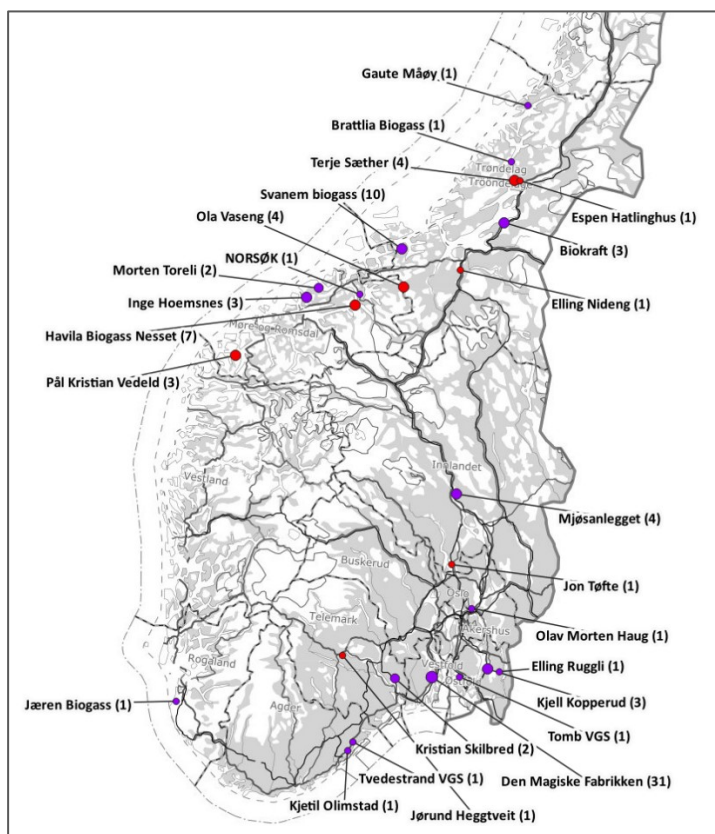 Gaute Måøy (1)
Brattlia Biogass (1)
Terje Sæther (4)
Trøndelag
Svanem biogass (10)
Espen Hatlinghus (1)
Ola Vaseng (4)
Biokraft (3)
NORSØK (1)
Morten Toreli (2)
Inge Hoemsnes (3)
Elling Nideng (1)
Havila Biogass Nesset (7)
Møre og Romsdal
Pål Kristian Vedeld (3)
Innlandet
Vestland
Mjøsanlegget (4)
Buskerud
Jon Tøfte (1)
Oslo
Telemark
Akershus
Olav Morten Haug (1)
Rogaland
Vestfold
Elling Ruggli (1)
Jæren Biogass (1)
Agder
Kjell Kopperud (3)
Tomb VGS (1)
Kristian Skilbred (2)
Tvedestrand VGS (1)
Den Magiske Fabrikken (31)
Kjetil Olimstad (1)
Jørund Heggtveit (1)